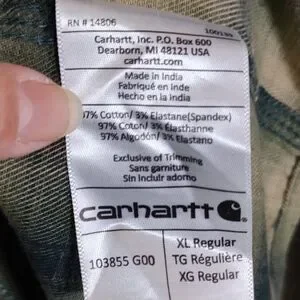 RN # 14806
100199
Carhartt, Inc. P.O. Box 600
Dearborn, MI 48121 USA
carhartt.com
Made in India
Fabriqué en Inde
Hecho en la India
97% Cotton/ 3% Elastane(Spandex)
97% Coton/ 3% Élasthanne
97% Algodón/ 3% Elastano
Exclusive of Trimming
Sans garniture
Sin incluir adorno
carhartt
103855 G00
XL Regular
TG Régulière
XG Regular